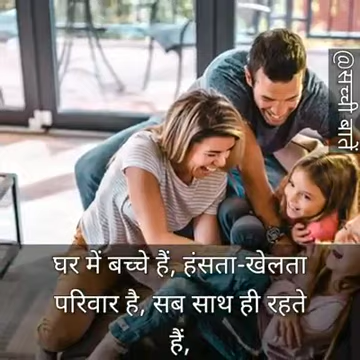 @सच्ची बातें
घर में बच्चे हैं, हंसता-खेलता
परिवार है, सब साथ ही रहते
हैं,